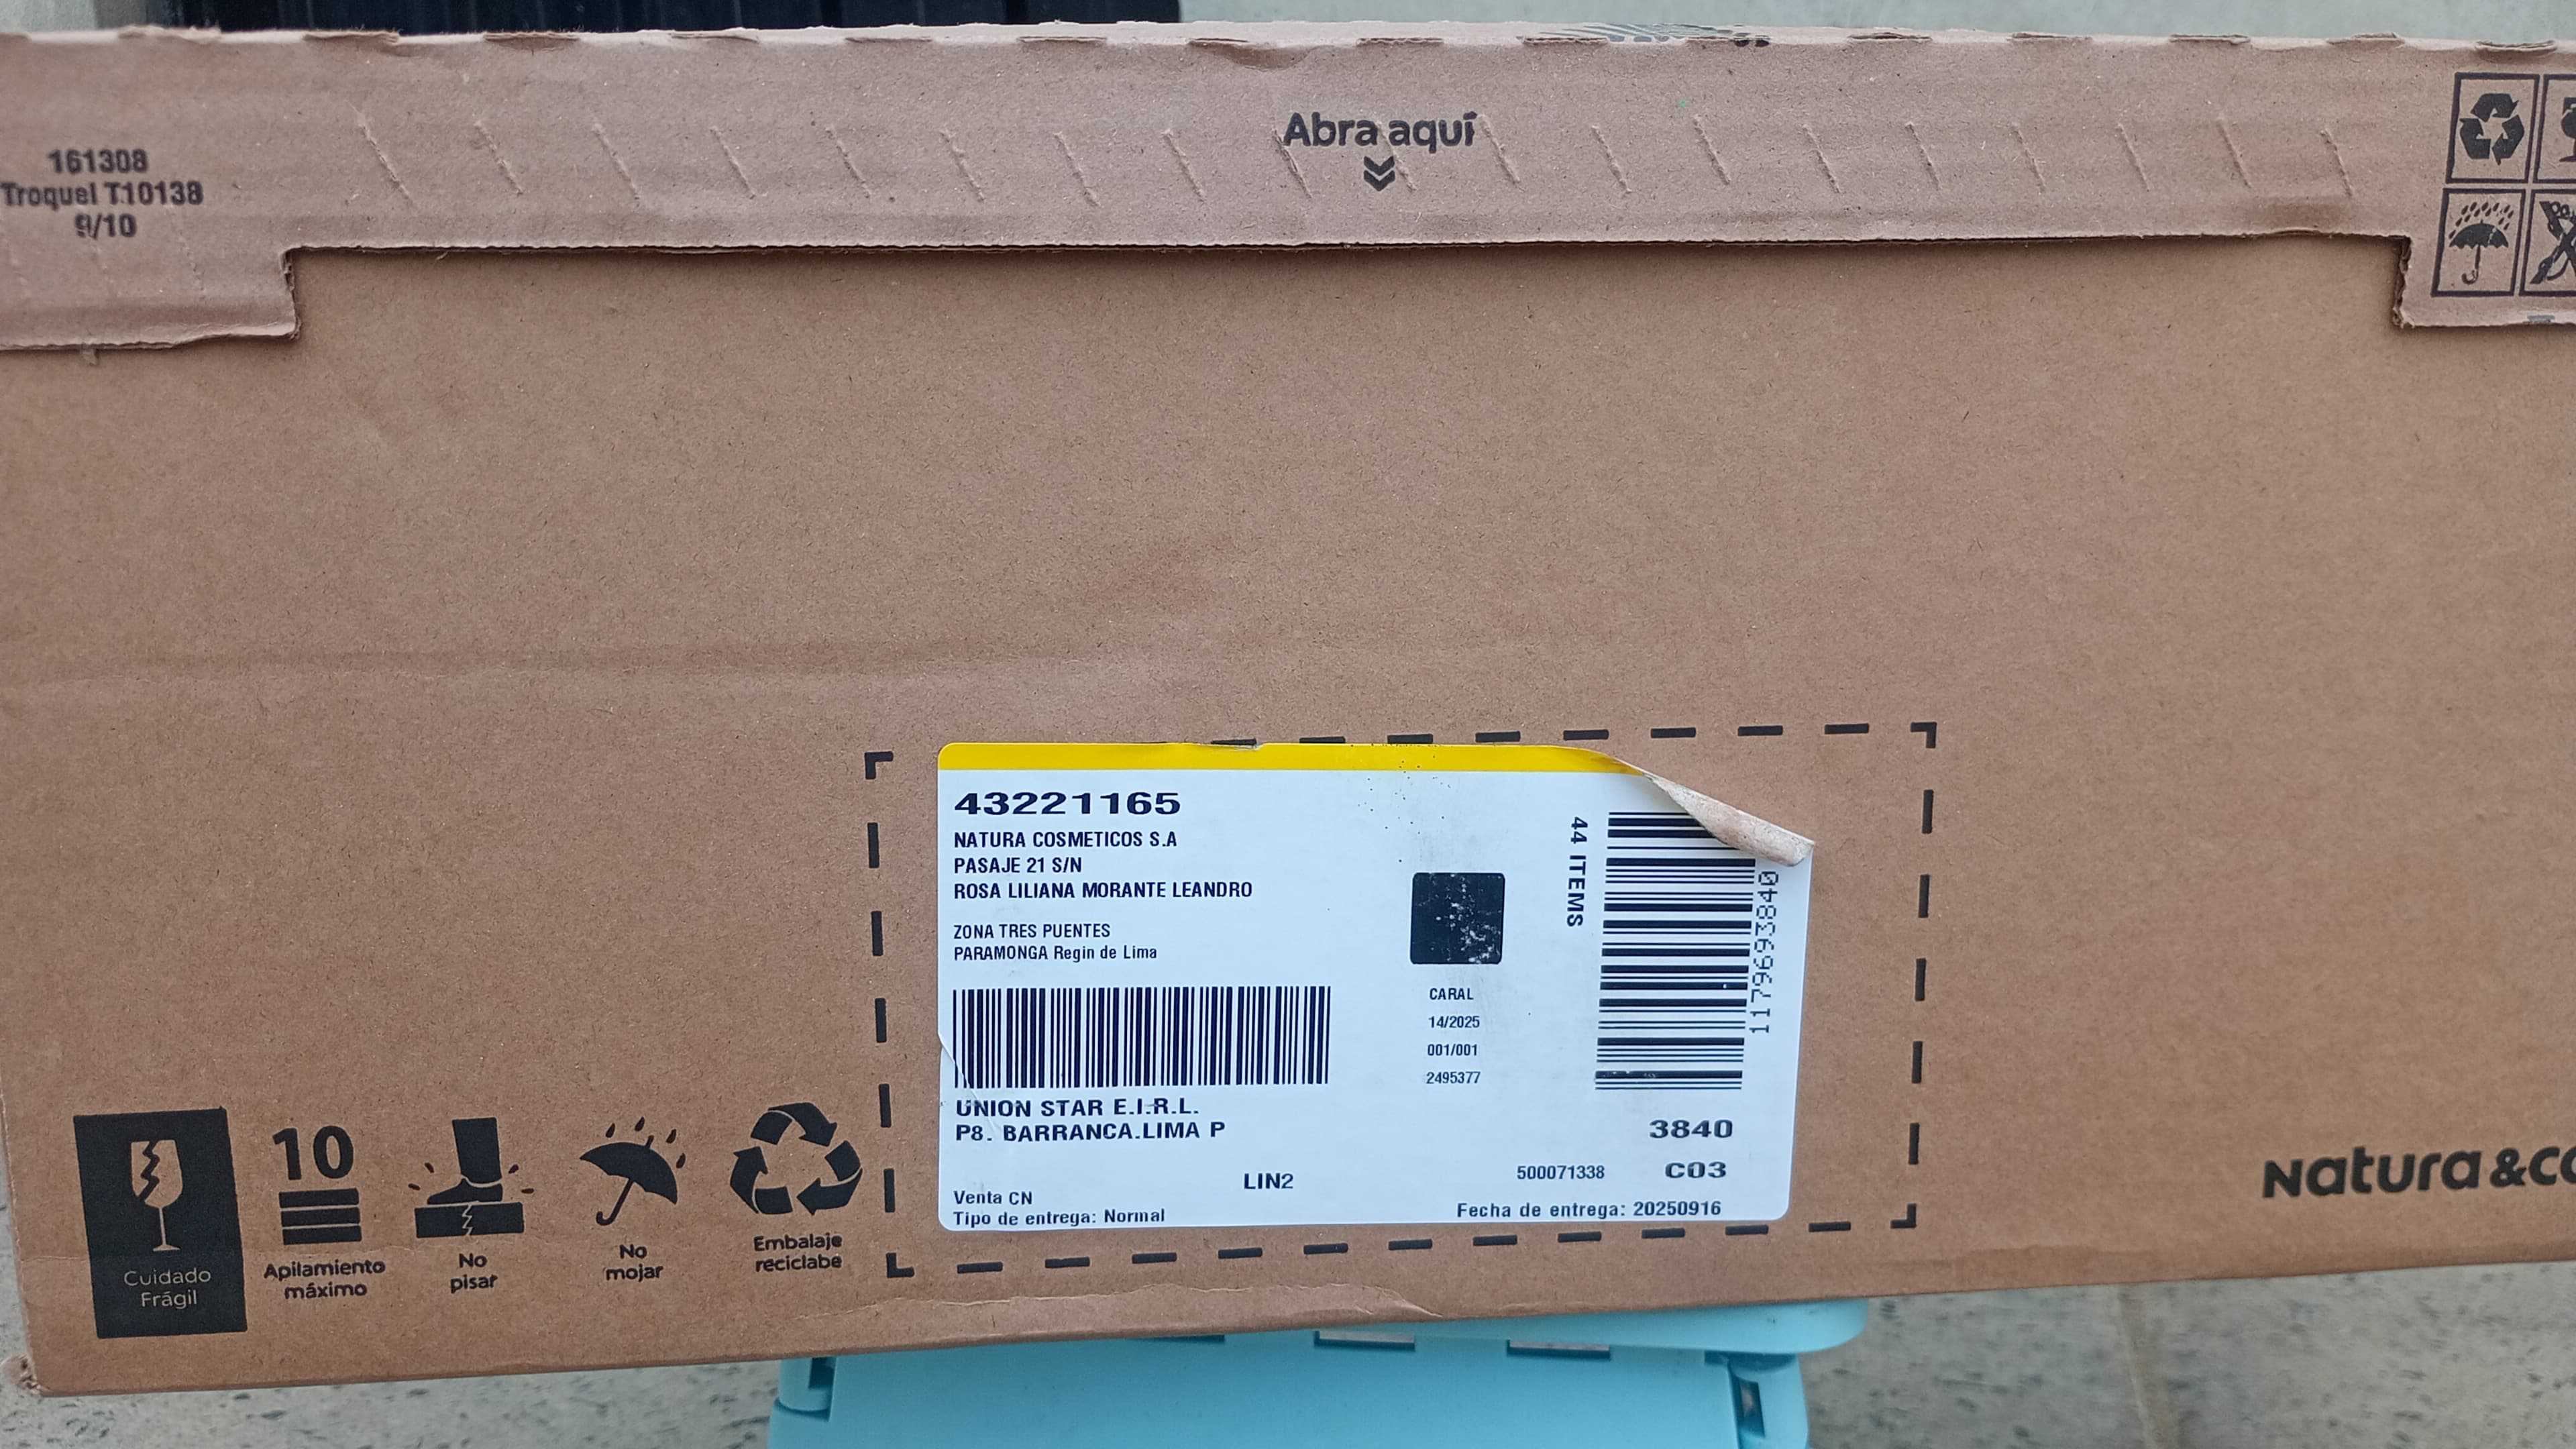 Abra aquí
161308
Troquel T10138
9/10
43221165
NATURA COSMETICOS S.A
PASAJE 21 S/N
ROSA LILIANA MORANTE LEANDRO
ZONA TRES PUENTES
PARAMONGA Regin de Lima
44 ITEMS
1179693840
CARAL
14/2025
001/001
2495377
UNION STAR E.I.R.L.
P8. BARRANCA.LIMA P
3840
LIN2
500071338 C03
Venta CN
Tipo de entrega: Normal
Fecha de entrega: 20250916
Cuidado
Frágil
10
Apilamiento
máximo
No
pisar
No
mojar
Embalaje
reciclabe
Natura &co